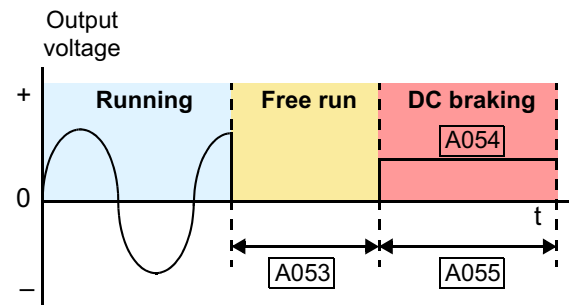 Output
voltage
+
Running
Free run
DC braking
A054
0
t
A053
A055
–